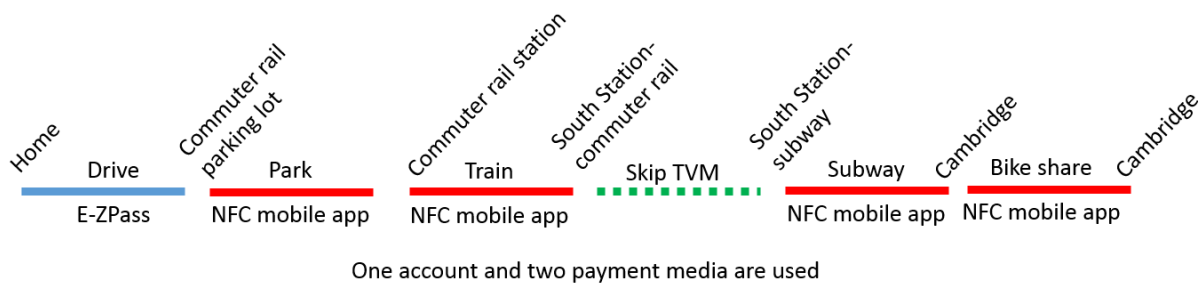 Home
Commuter rail
parking lot
Commuter rail station
South Station-
commuter rail
South Station-
subway
Cambridge
Cambridge
Drive
Park
Train
Skip TVM
Subway
Bike share
E-ZPass
NFC mobile app
NFC mobile app
NFC mobile app
NFC mobile app
One account and two payment media are used